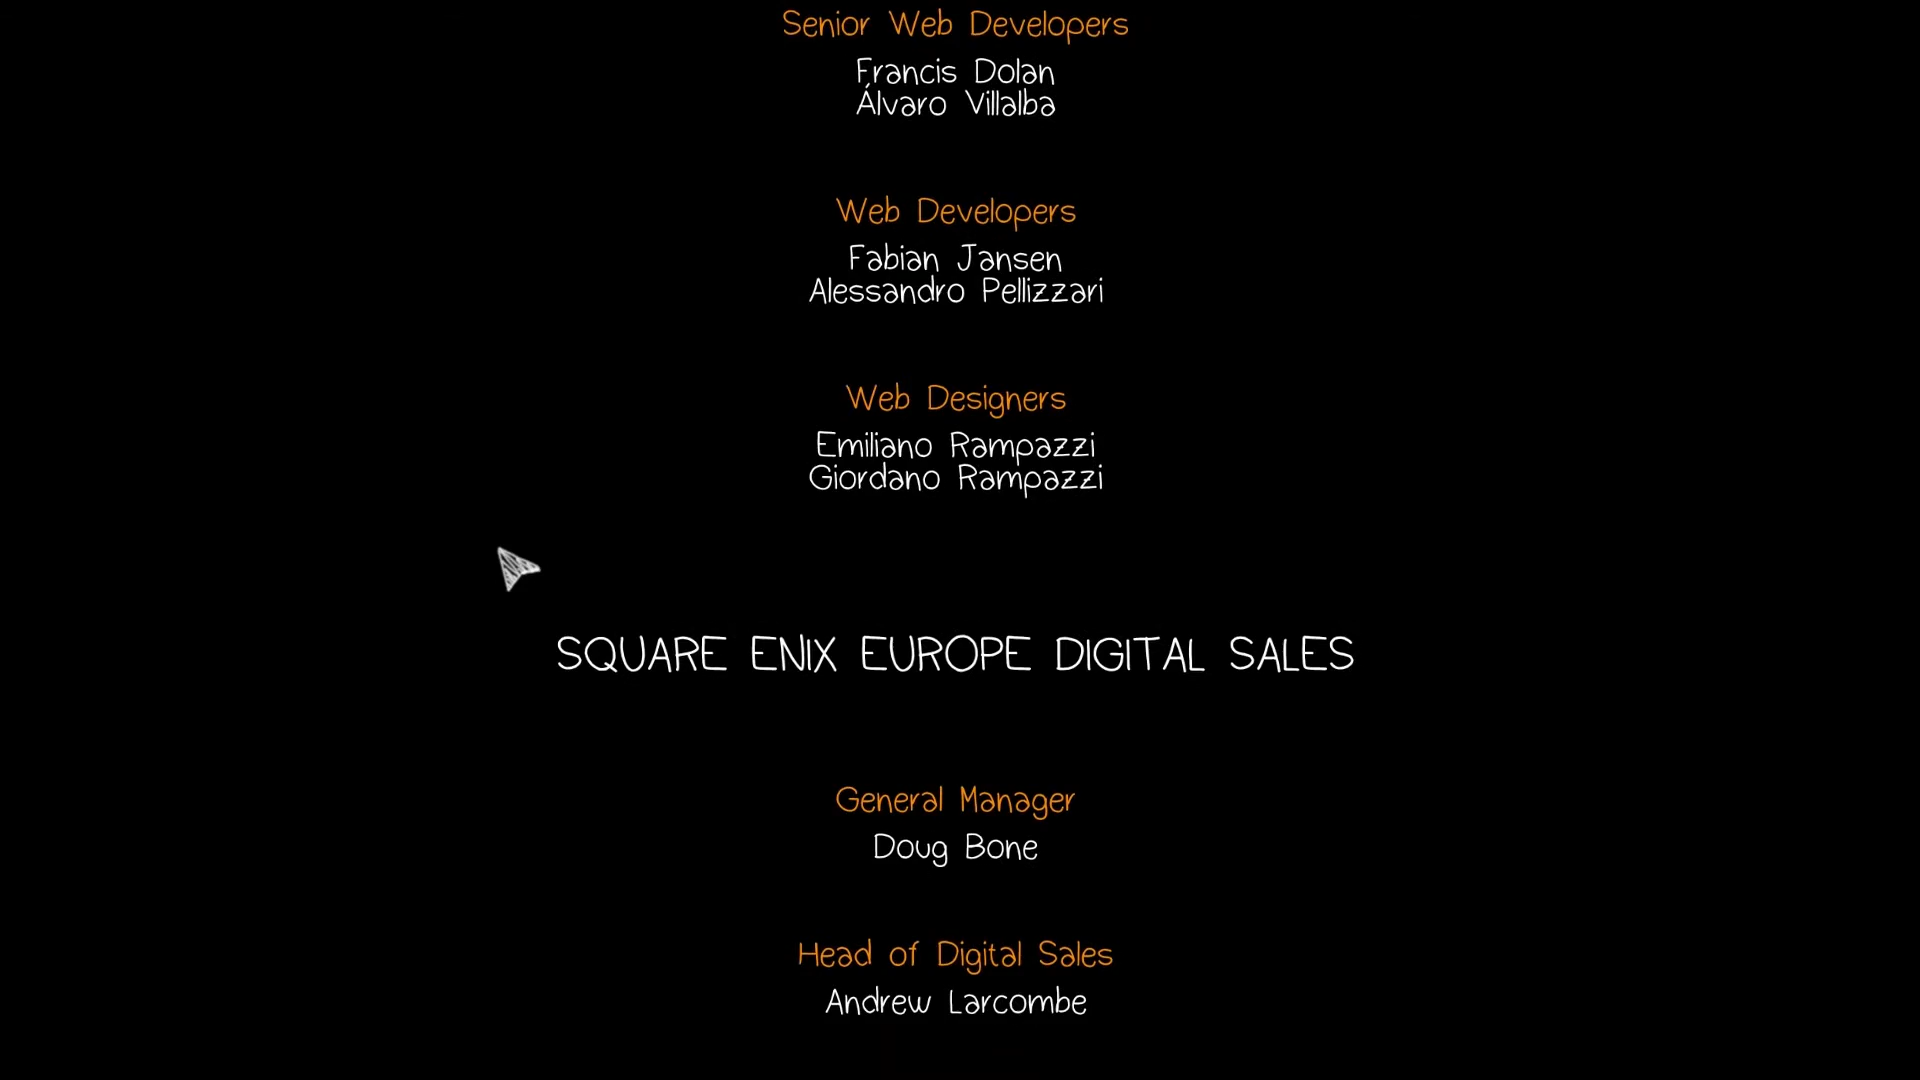 Senior Web Developers
Francis Dolan
Álvaro Villalba
Web Developers
Fabian Jansen
Alessandro Pellizzari
Web Designers
Emiliano Rampazzi
Giordano Rampazzi
SQUARE ENIX EUROPE DIGITAL SALES
General Manager
Doug Bone
Head of Digital Sales
Andrew Larcombe